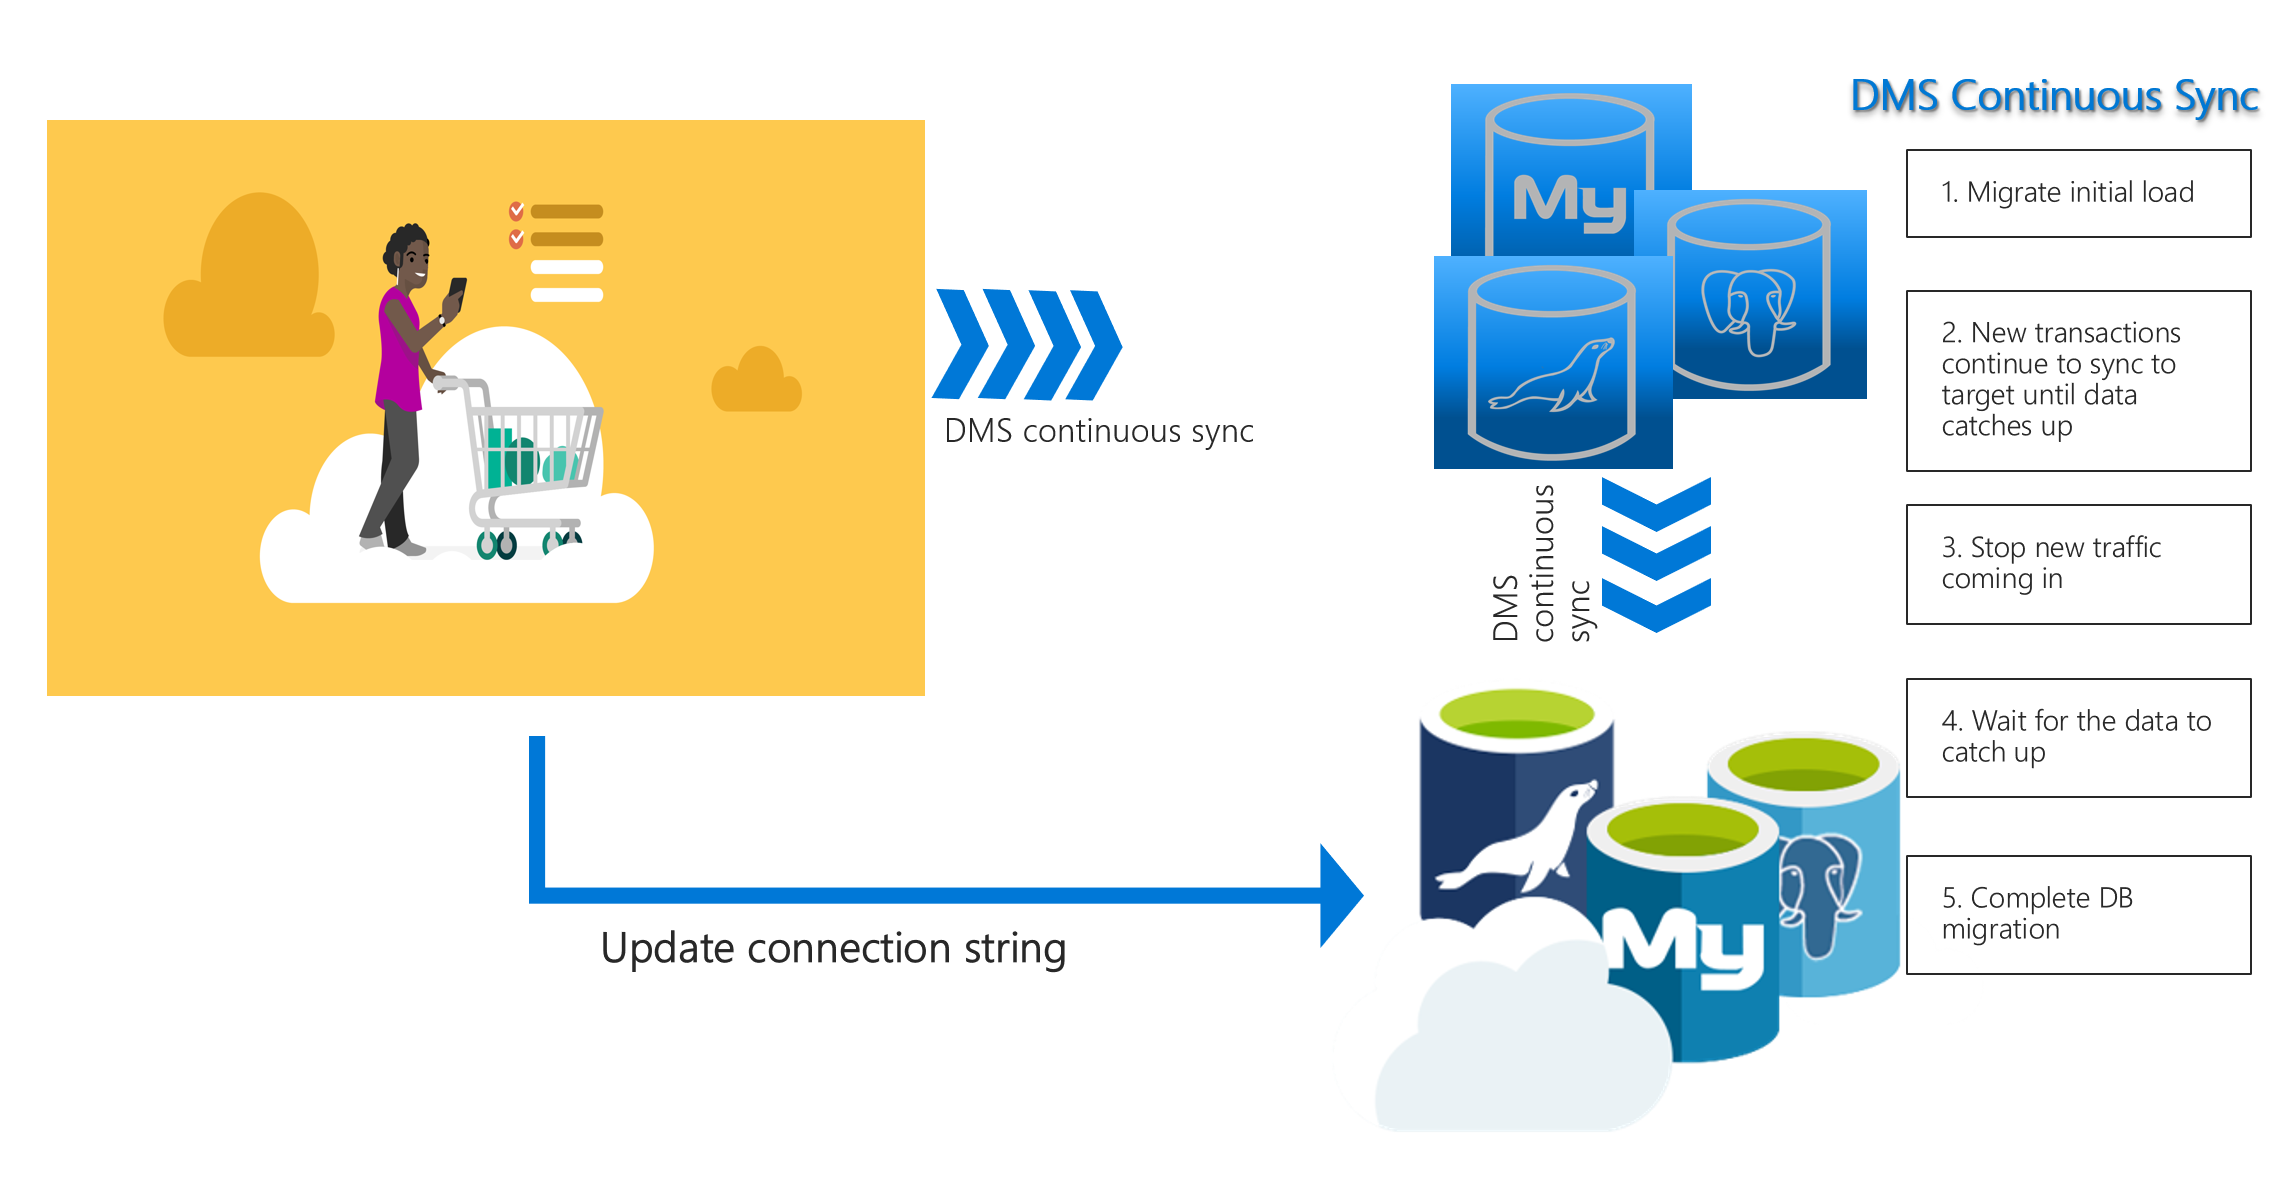 DMS Continuous Sync
My
1. Migrate initial load
2. New transactions
continue to sync to
target until data
catches up
DMS continuous sync
DMS
continuous
sync
3. Stop new traffic
coming in
4. Wait for the data to
catch up
5. Complete DB
migration
My
Update connection string